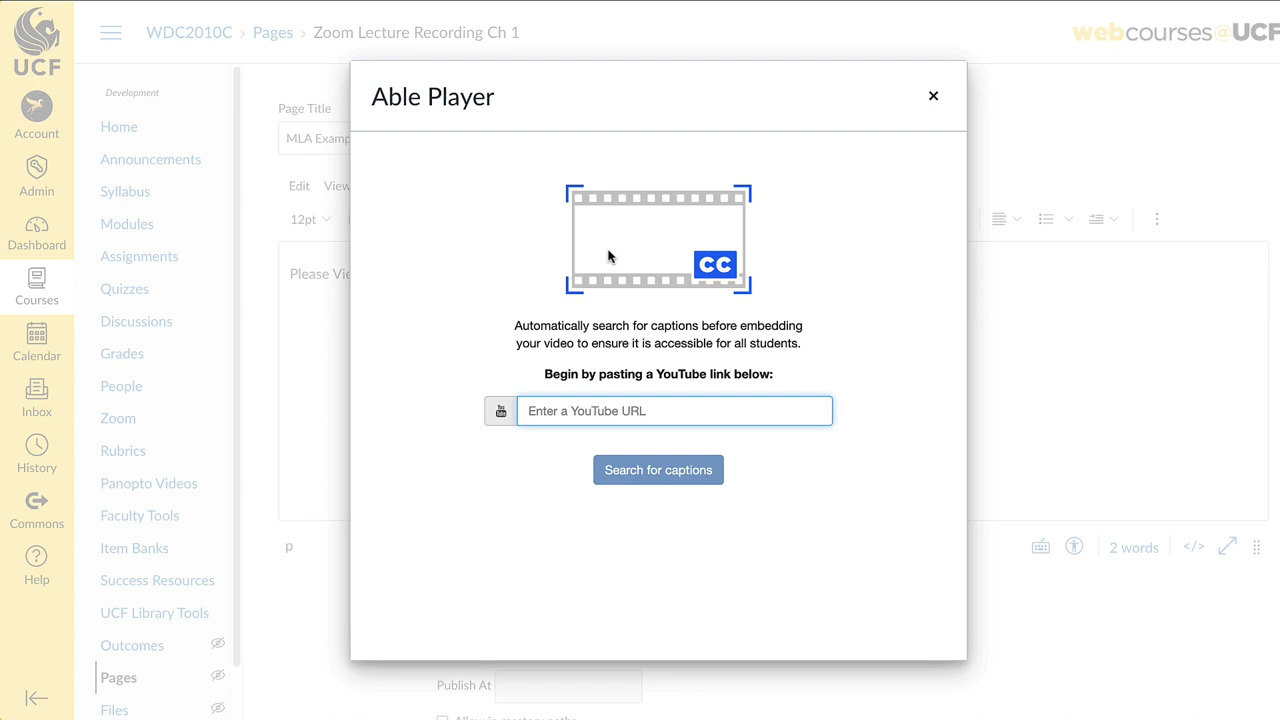 UCF
Account
Admin
Dashboard
Courses
Calendar
Inbox
History
Commons
Help
WDC2010C › Pages › Zoom Lecture Recording Ch 1
webcourses@UCF
Development
Home
Announcements
Syllabus
Modules
Assignments
Quizzes
Discussions
Grades
People
Zoom
Rubrics
Panopto Videos
Faculty Tools
Item Banks
Success Resources
UCF Library Tools
Outcomes
Pages
Files
Page Title
MLA
Edit View
12pt
Please
p
Able Player
×
CC
Automatically search for captions before embedding
your video to ensure it is accessible for all students.
Begin by pasting a YouTube link below:
You Tube
Enter a YouTube URL
Search for captions
2 words
</>
Publish At